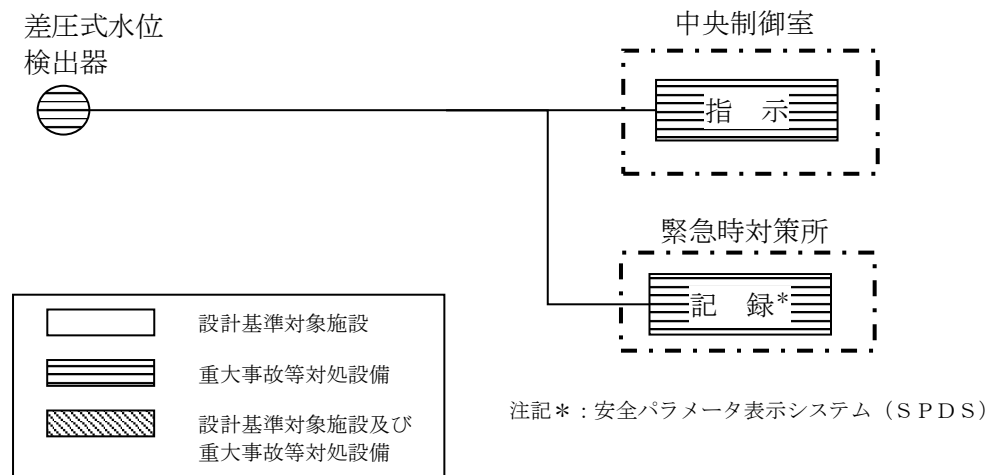 差圧式水位
検出器
中央制御室
指　示
緊急時対策所
記　録*
設計基準対象施設
重大事故等対処設備
設計基準対象施設及び
重大事故等対処設備
注記＊：安全パラメータ表示システム（ＳＰＤＳ）